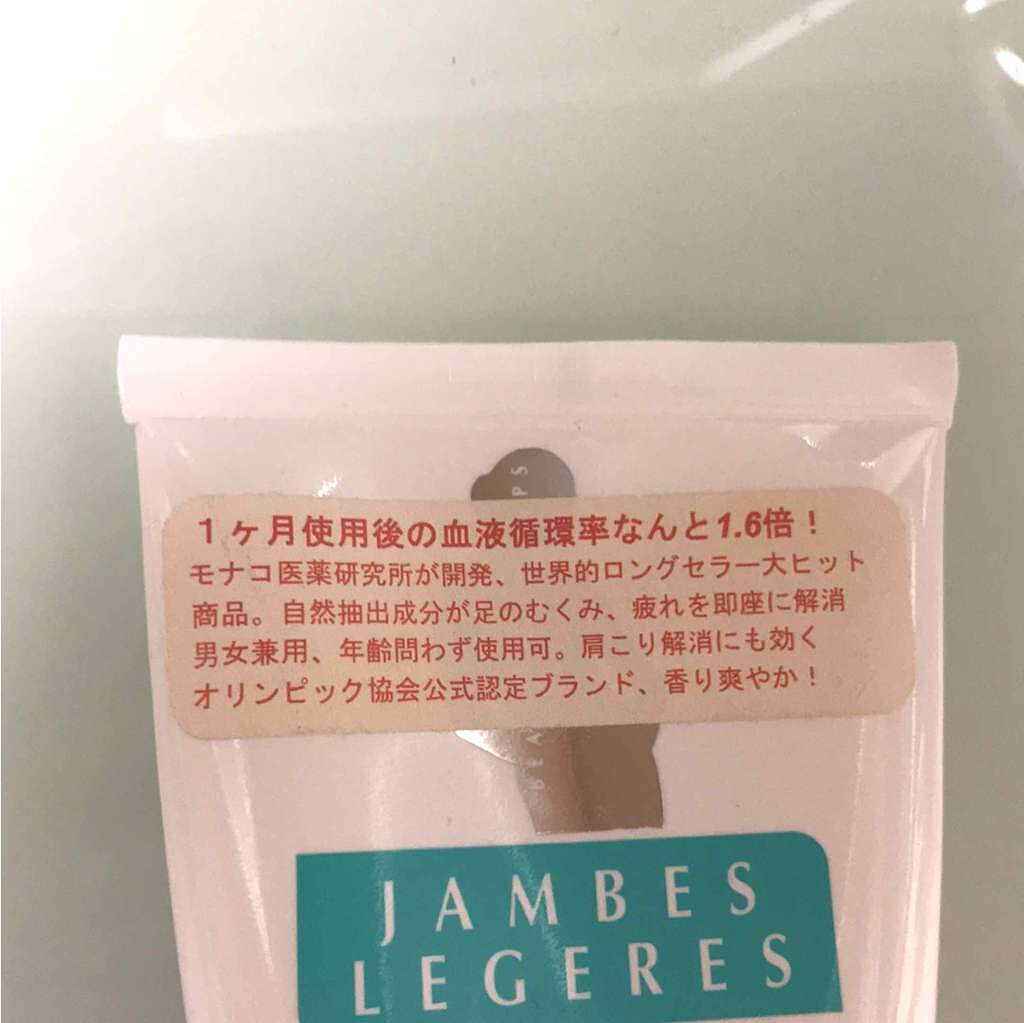 PS
1ヶ月使用後の血液循環率なんと1.6倍!
モナコ医薬研究所が開発、世界的ロングセラー大ヒット
商品。自然抽出成分が足のむくみ、疲れを即座に解消
男女兼用、年齢問わず使用可。肩こり解消にも効く
オリンピック協会公式認定ブランド、香り爽やか!
BEA
JAMBES
LEGERES